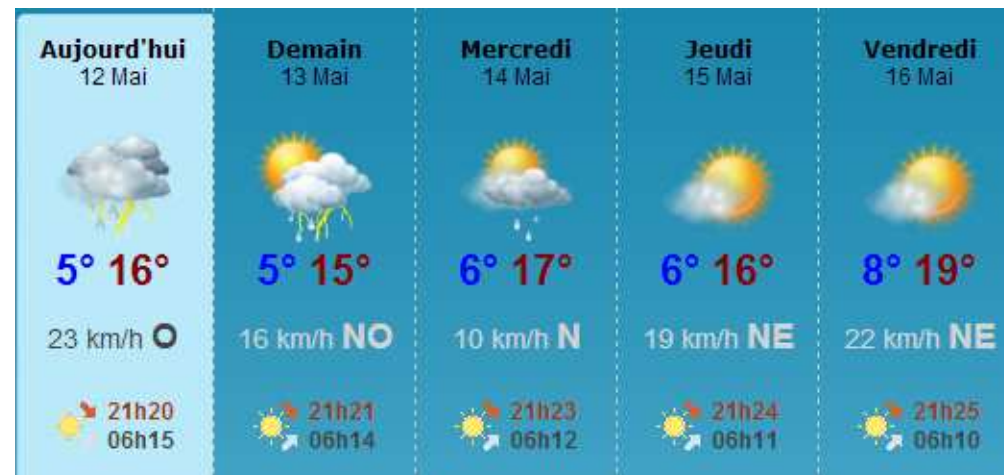 Aujourd'hui
12 Mai
5° 16°
23 km/h O
21h20
06h15
Demain
13 Mai
5° 15°
16 km/h NO
21h21
06h14
Mercredi
14 Mai
6° 17°
10 km/h N
21h23
06h12
Jeudi
15 Mai
6° 16°
19 km/h NE
21h24
06h11
Vendredi
16 Mai
8° 19°
22 km/h NE
21h25
06h10